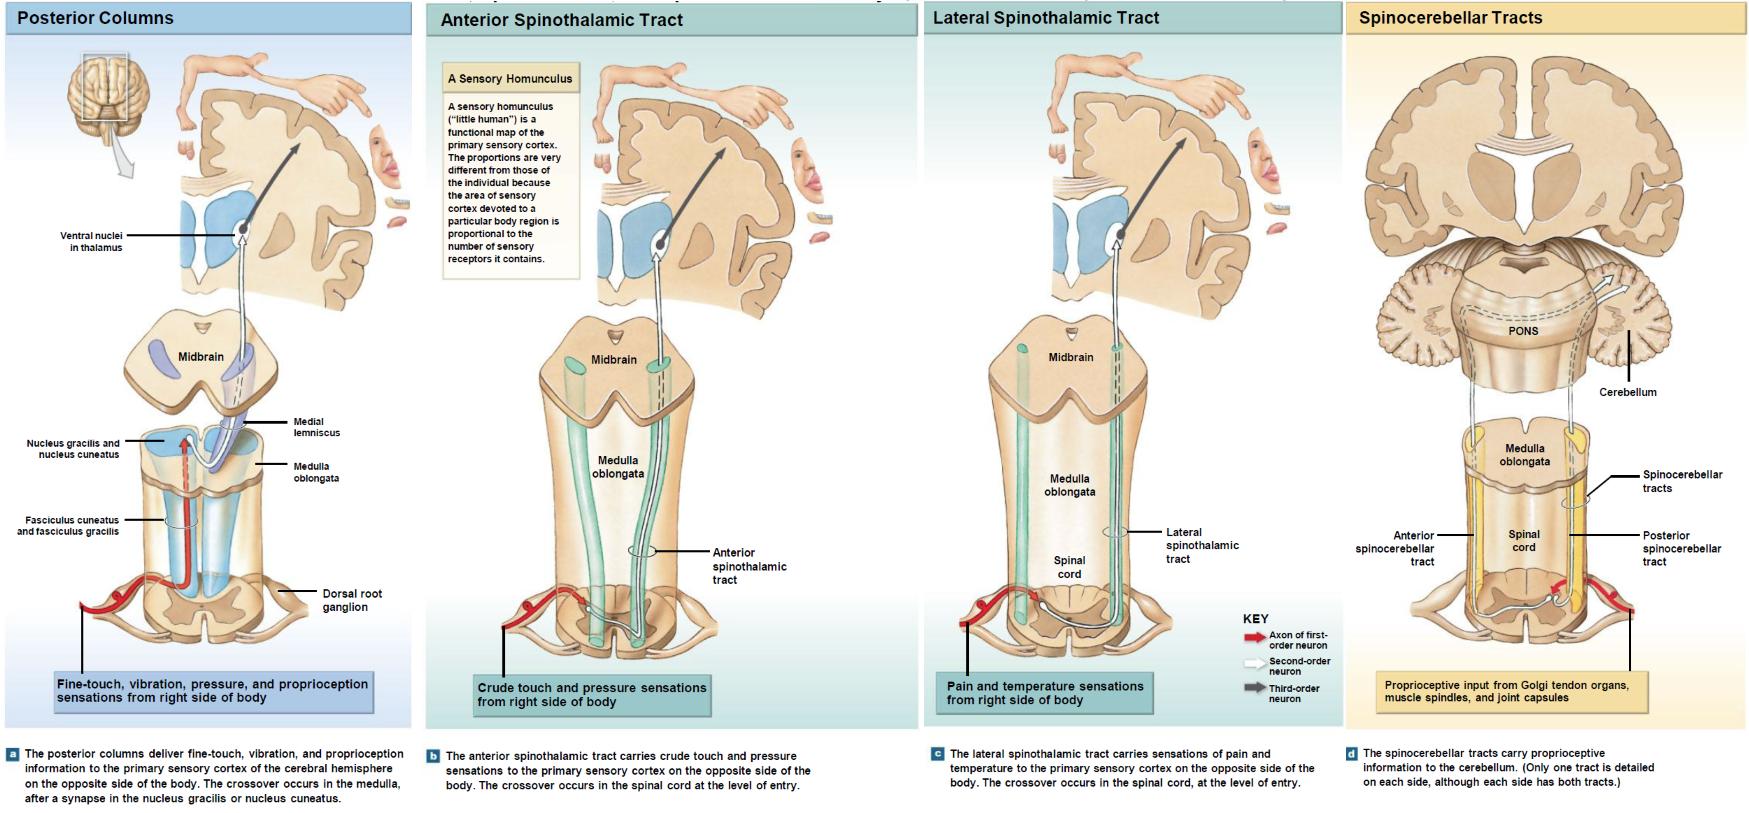 Posterior Columns
Ventral nuclei
in thalamus
Midbrain
Medial
lemniscus
Nucleus gracilis and
nucleus cuneatus
Medulla
oblongata
Fasciculus cuneatus
and fasciculus gracilis
Dorsal root
ganglion
Fine-touch, vibration, pressure, and proprioception
sensations from right side of body
a The posterior columns deliver fine-touch, vibration, and proprioception
information to the primary sensory cortex of the cerebral hemisphere
on the opposite side of the body. The crossover occurs in the medulla,
after a synapse in the nucleus gracilis or nucleus cuneatus.
Anterior Spinothalamic Tract
A Sensory Homunculus
A sensory homunculus
("little human") is a
functional map of the
primary sensory cortex.
The proportions are very
different from those of
the individual because
the area of sensory
cortex devoted to a
particular body region is
proportional to the
number of sensory
receptors it contains.
Midbrain
Medulla
oblongata
Anterior
spinothalamic
tract
Crude touch and pressure sensations
from right side of body
b The anterior spinothalamic tract carries crude touch and pressure
sensations to the primary sensory cortex on the opposite side of the
body. The crossover occurs in the spinal cord at the level of entry.
Lateral Spinothalamic Tract
Midbrain
Medulla
oblongata
Lateral
spinothalamic
tract
Spinal
cord
KEY
Axon of first-
order neuron
Second-order
neuron
Third-order
neuron
Pain and temperature sensations
from right side of body
c The lateral spinothalamic tract carries sensations of pain and
temperature to the primary sensory cortex on the opposite side of the
body. The crossover occurs in the spinal cord, at the level of entry.
Spinocerebellar Tracts
PONS
Cerebellum
Medulla
oblongata
Spinocerebellar
tracts
Anterior
spinocerebellar
tract
Spinal
cord
Posterior
spinocerebellar
tract
Proprioceptive input from Golgi tendon organs,
muscle spindles, and joint capsules
d The spinocerebellar tracts carry proprioceptive
information to the cerebellum. (Only one tract is detailed
on each side, although each side has both tracts.)